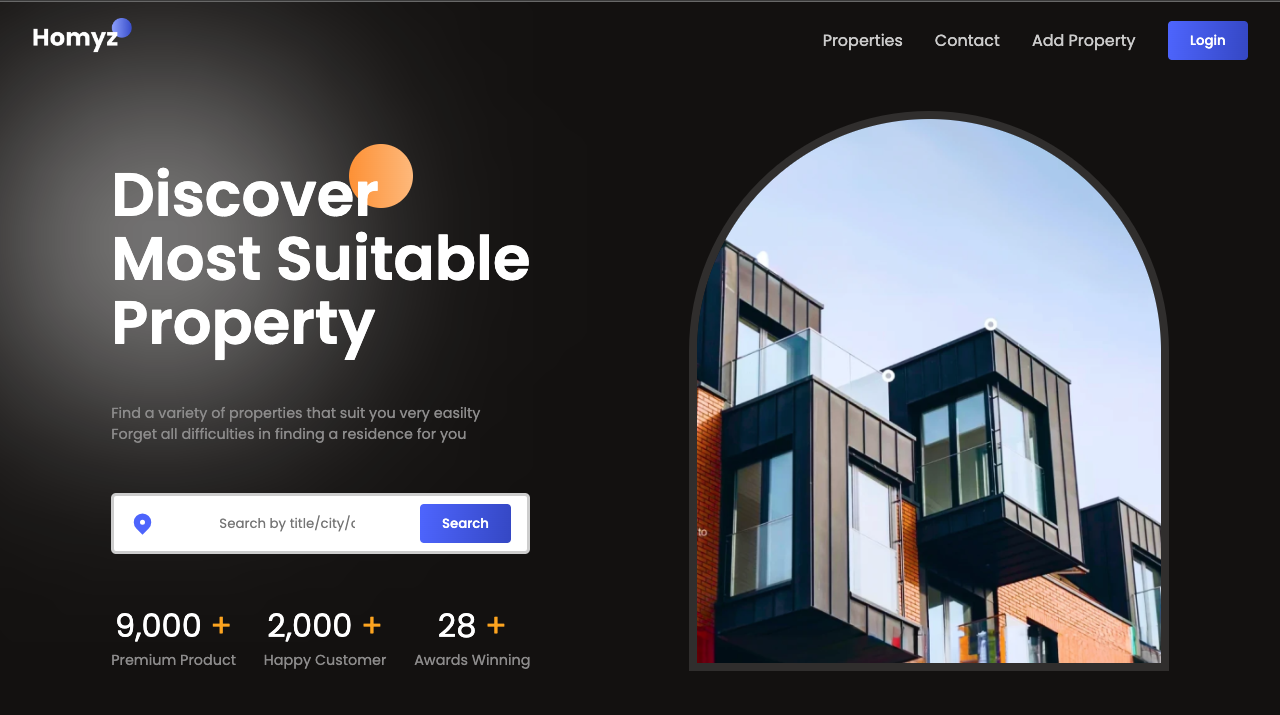 Homyz
Properties
Contact
Add Property
Login
Discover
Most Suitable
Property
Find a variety of properties that suit you very easilty
Forget all difficulties in finding a residence for you
Search by title/city/c
Search
9,000 +
2,000 +
28 +
Premium Product
Happy Customer
Awards Winning
to